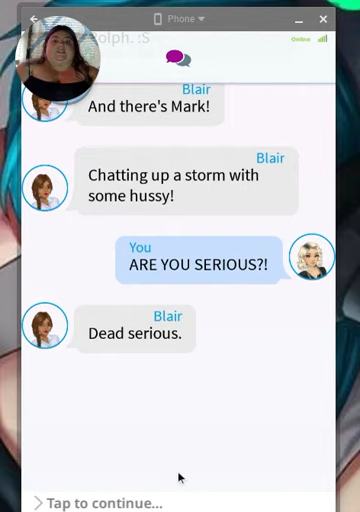 Phone
olph. :S
Online
Blair
And there's Mark!
Blair
Chatting up a storm with
some hussy!
You
ARE YOU SERIOUS?!
Blair
Dead serious.
Tap to continue...